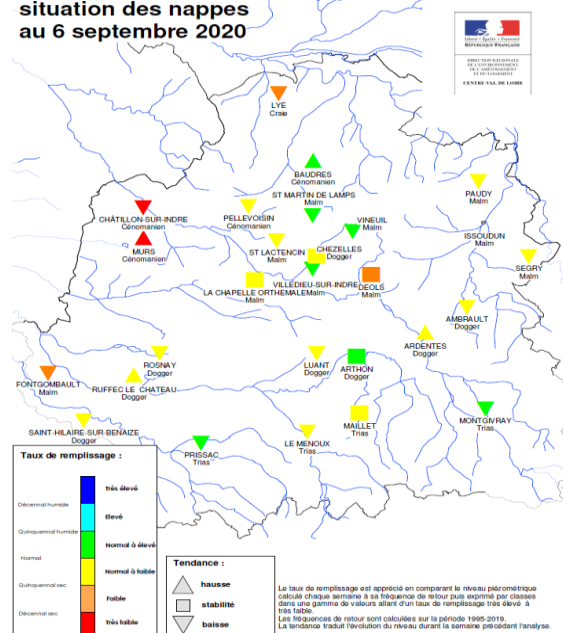 situation des nappes
au 6 septembre 2020
Liberté • Égalité • Fraternité
RÉPUBLIQUE FRANÇAISE
DIRECTION RÉGIONALE
DE L'ENVIRONNEMENT,
DE L'AMÉNAGEMENT
ET DU LOGEMENT
CENTRE-VAL DE LOIRE
LYE
Craie
BAUDRES
Cénomanien
ST MARTIN DE LAMPS
Malm
PAUDY
Malm
CHÂTILLON-SUR-INDRE
Cénomanien
PELLEVOISIN
Cénomanien
VINEUIL
Malm
ISSOUDUN
Malm
MURS
Cénomanien
ST LACTENCIN
Malm
CHEZELLES
Dogger
SEGRY
Malm
VILLEDIEU-SUR-INDRE
Malm
DEOLS
Malm
LA CHAPELLE ORTHEMALE
Malm
AMBRAULT
Dogger
ARDENTES
Dogger
ROSNAY
Dogger
LUANT
Dogger
ARTHON
Dogger
FONTGOMBAULT
Malm
RUFFEC LE CHATEAU
Dogger
MAILLET
Trias
MONTGIVRAY
Trias
SAINT-HILAIRE-SUR-BENAIZE
Dogger
LE MENOUX
Trias
PRISSAC
Trias
Taux de remplissage :
Très élevé
Décennal humide
Elevé
Quinquennal humide
Normal à élevé
Normal
Normal à faible
Quinquennal sec
Faible
Décennal sec
Très faible
Tendance :
hausse
stabilité
baisse
Le taux de remplissage est apprécié en comparant le niveau piézométrique
calculé chaque semaine à sa fréquence de retour puis exprimé par classes
dans une gamme de valeurs allant d'un taux de remplissage très élevé à
très faible.
Les fréquences de retour sont calculées sur la période 1995-2019.
La tendance traduit l'évolution du niveau durant la semaine précédant l'analyse.